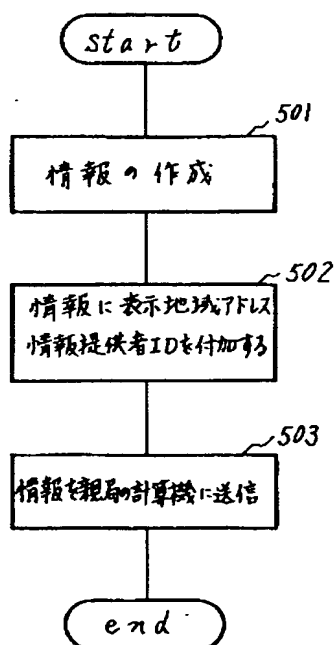 start
501
情報の作成
502
情報に表示地域アドレス
情報提供者IDを付加する
503
情報を親局の計算機に送信
end